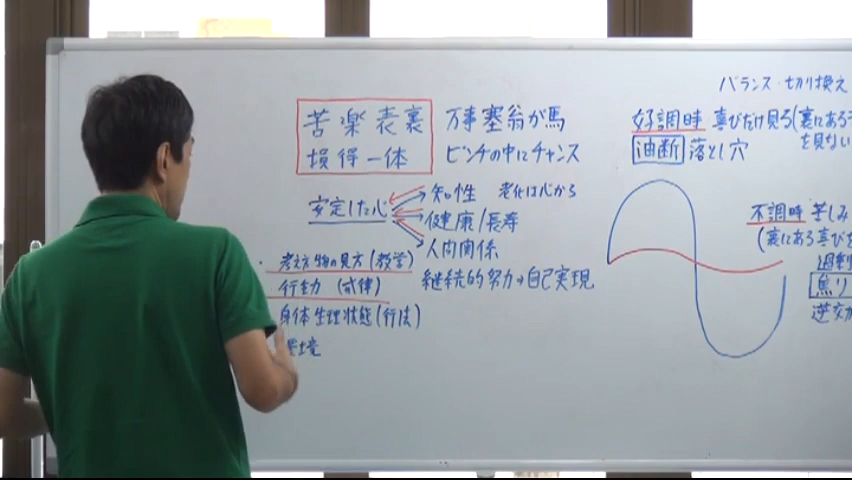 バランス・切り換え
苦楽表裏
損得一体
万事塞翁が馬
ピンチの中にチャンス
安定した心
知性 老化は心から
健康/長寿
人間関係
継続的努力→自己実現
・考え方物の見方(教学)
行動力 (戒律)
身体生理状態(行法)
環境
好調時 喜びだけ見る(裏にある
を見ない
油断 落とし穴
不調時 苦しみ
(裏にある喜びを
過剰
焦り
逆効